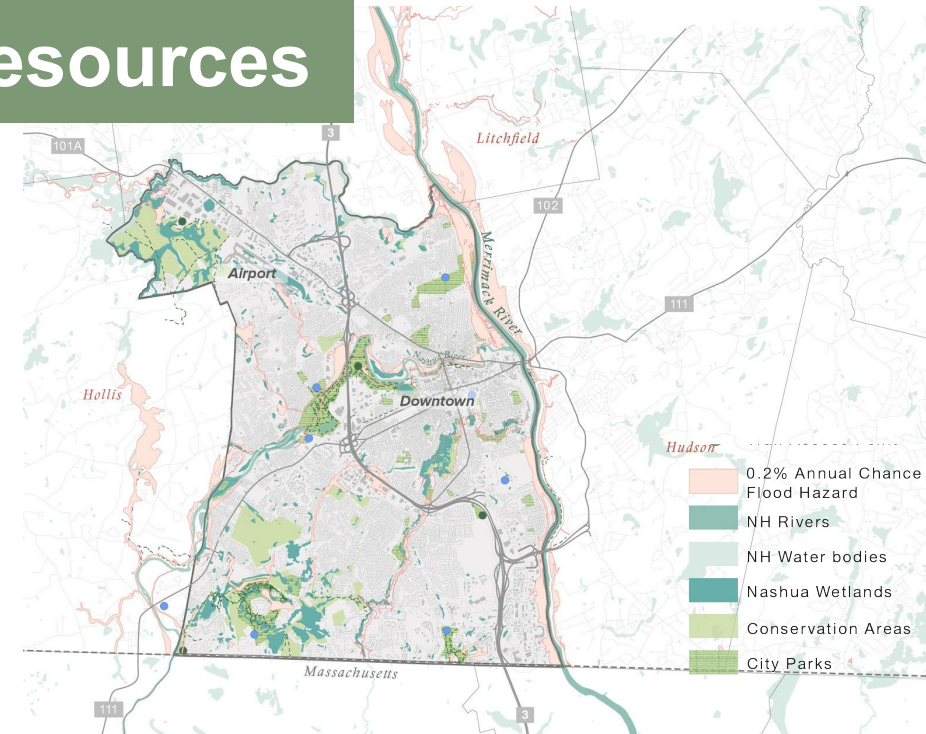 esources
3
101A
Litchfield
102
Merrimack River
Airport
111
Nashua River
Hollis
Downtown
Hudson
0.2% Annual Chance
Flood Hazard
NH Rivers
NH Water bodies
Nashua Wetlands
Conservation Areas
City Parks
Massachusetts
111
3